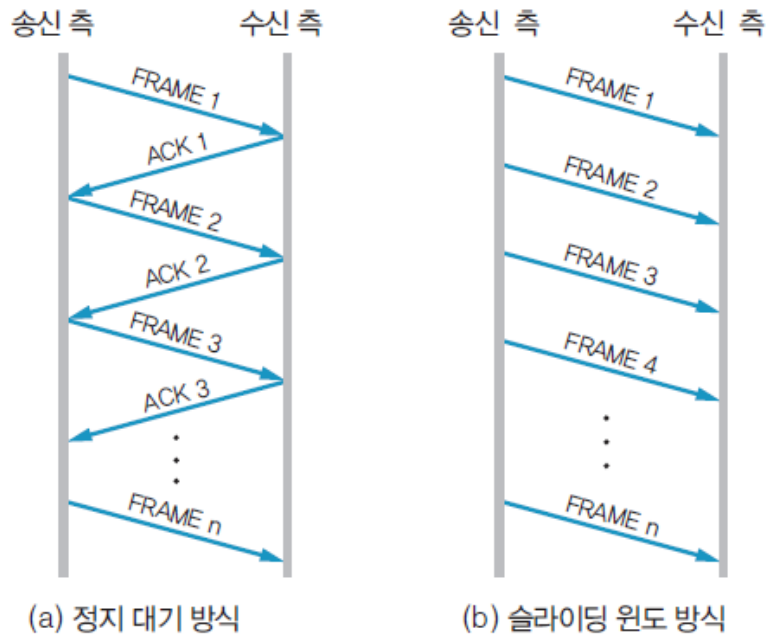 송신 측
수신 측
FRAME 1
ACK 1
FRAME 2
ACK 2
FRAME 3
ACK 3
FRAME n
(a) 정지 대기 방식
송신 측
수신 측
FRAME 1
FRAME 2
FRAME 3
FRAME 4
FRAME n
(b) 슬라이딩 윈도 방식